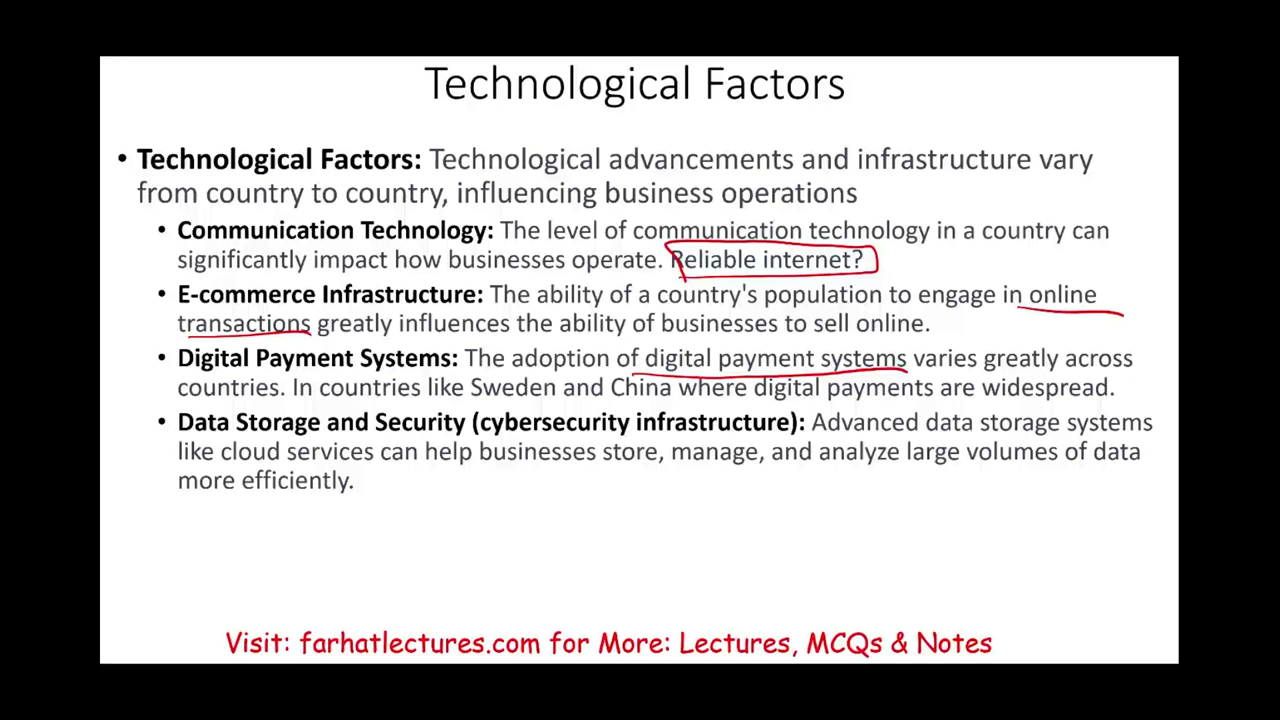 Technological Factors
• Technological Factors: Technological advancements and infrastructure vary
from country to country, influencing business operations
• Communication Technology: The level of communication technology in a country can
significantly impact how businesses operate. Reliable internet?
• E-commerce Infrastructure: The ability of a country's population to engage in online
transactions greatly influences the ability of businesses to sell online.
• Digital Payment Systems: The adoption of digital payment systems varies greatly across
countries. In countries like Sweden and China where digital payments are widespread.
• Data Storage and Security (cybersecurity infrastructure): Advanced data storage systems
like cloud services can help businesses store, manage, and analyze large volumes of data
more efficiently.
Visit: farhatlectures.com for More: Lectures, MCQs & Notes